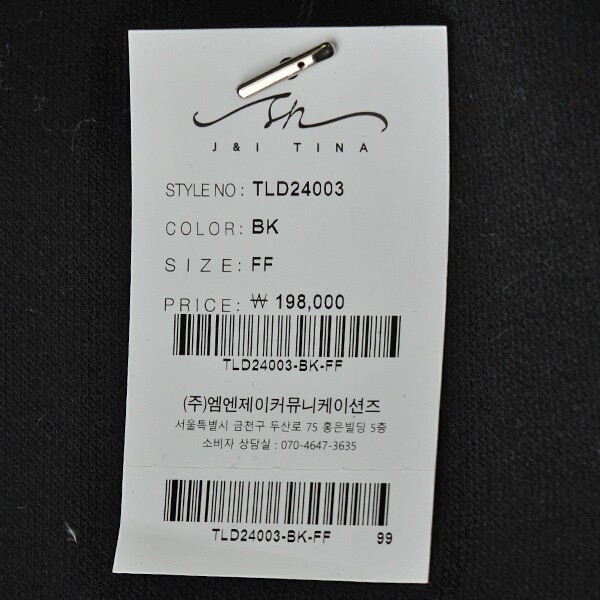 J & I TINA
STYLE NO : TLD24003
COLOR: BK
SIZE: FF
PRICE: ₩ 198,000
TLD24003-BK-FF
(주)엠엔제이커뮤니케이션즈
서울특별시 금천구 두산로 75 홍은빌딩 5층
소비자 상담실 : 070-4647-3635
TLD24003-BK-FF 99